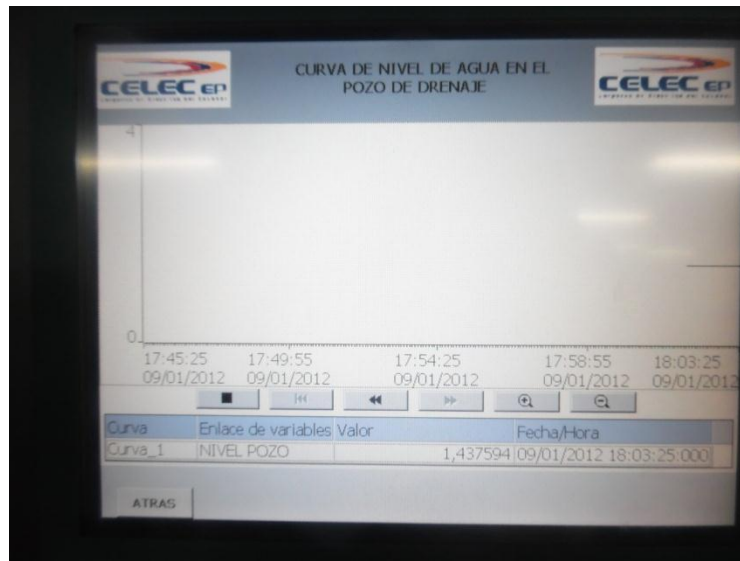 CURVA DE NIVEL DE AGUA EN EL
POZO DE DRENAJE
CELEC EP
CELEC EP
4
0
17:45:25 17:49:55 17:54:25 17:58:55 18:03:25
09/01/2012 09/01/2012 09/01/2012 09/01/2012 09/01/2012
Curva Enlace de variables Valor Fecha/Hora
Curva_1 NIVEL POZO 1,437594 09/01/2012 18:03:25:000
ATRAS